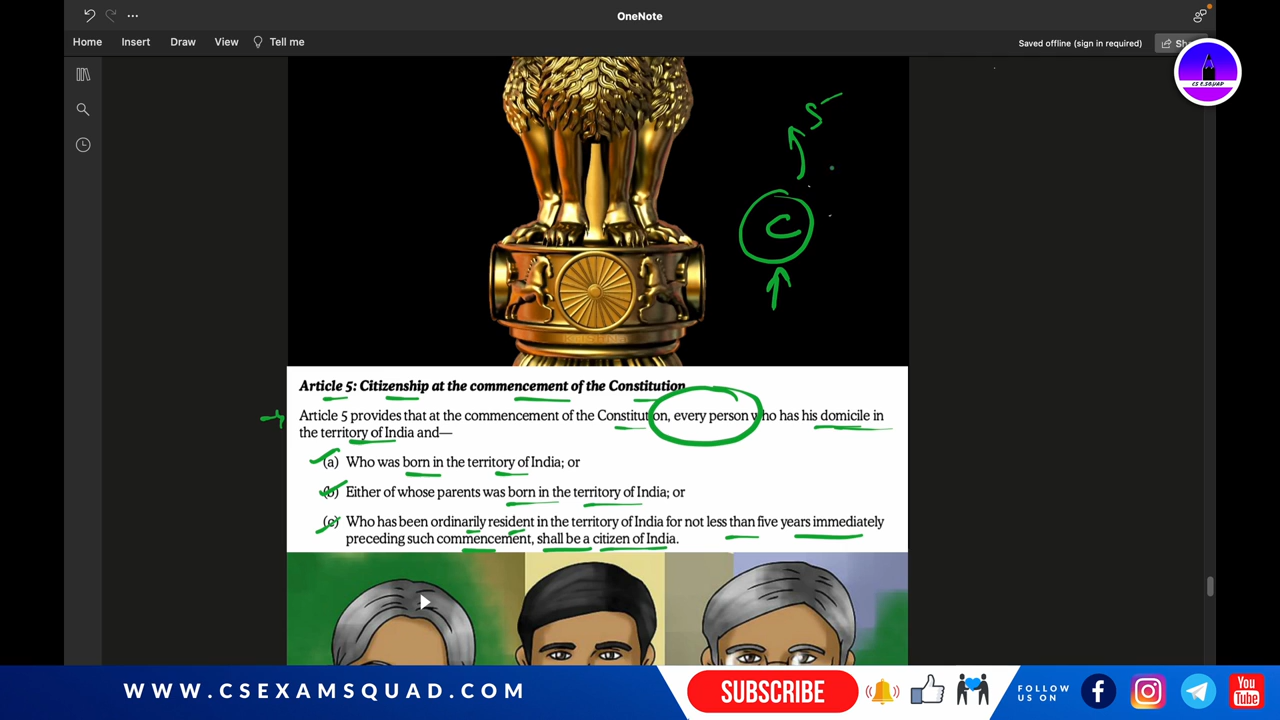 OneNote
Home Insert Draw View Tell me
Saved offline (sign in required)
CS E.SQUAD
5
C
Article 5: Citizenship at the commencement of the Constitution
Article 5 provides that at the commencement of the Constitution, every person who has his domicile in
the territory of India and—
(a) Who was born in the territory of India; or
(b) Either of whose parents was born in the territory of India; or
(c) Who has been ordinarily resident in the territory of India for not less than five years immediately
preceding such commencement, shall be a citizen of India.
WWW.CSEXAMSQUAD.COM
SUBSCRIBE
FOLLOW
US ON
You
Tube